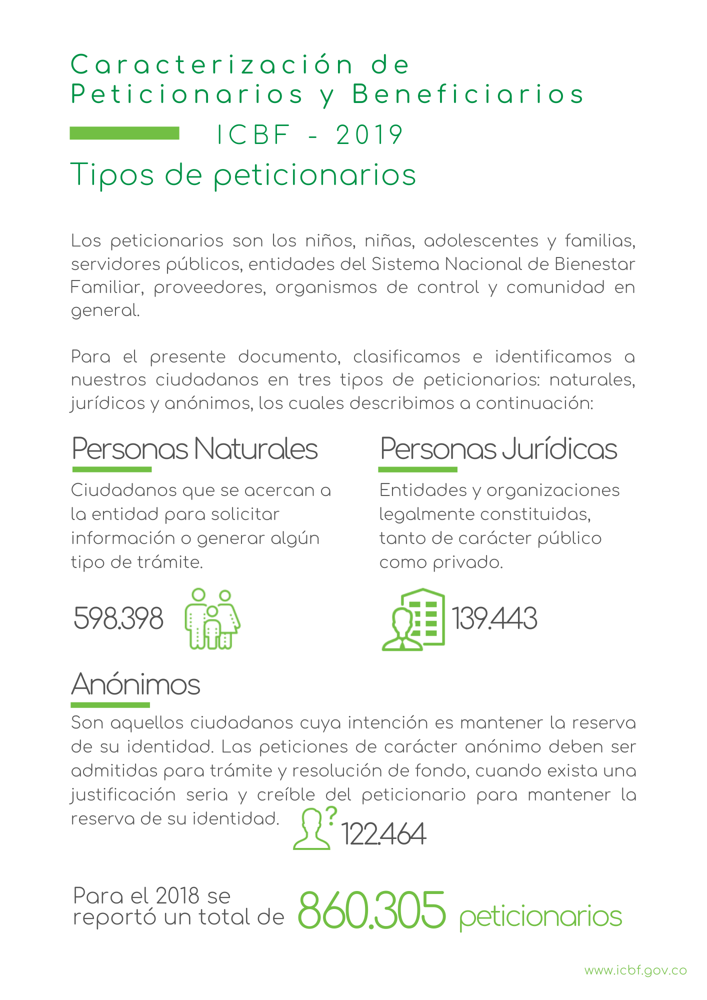 Caracterización de
Peticionarios y Beneficiarios
ICBF - 2019
Tipos de peticionarios
Los peticionarios son los niños, niñas, adolescentes y familias,
servidores públicos, entidades del Sistema Nacional de Bienestar
Familiar, proveedores, organismos de control y comunidad en
general.
Para el presente documento, clasificamos e identificamos a
nuestros ciudadanos en tres tipos de peticionarios: naturales,
jurídicos y anónimos, los cuales describimos a continuación:
Personas Naturales
Ciudadanos que se acercan a
la entidad para solicitar
información o generar algún
tipo de trámite.
598.398
Personas Jurídicas
Entidades y organizaciones
legalmente constituidas,
tanto de carácter público
como privado.
139.443
Anónimos
Son aquellos ciudadanos cuya intención es mantener la reserva
de su identidad. Las peticiones de carácter anónimo deben ser
admitidas para trámite y resolución de fondo, cuando exista una
justificación seria y creíble del peticionario para mantener la
reserva de su identidad.
?
122.464
Para el 2018 se
reportó un total de
860.305 peticionarios
www.icbf.gov.co